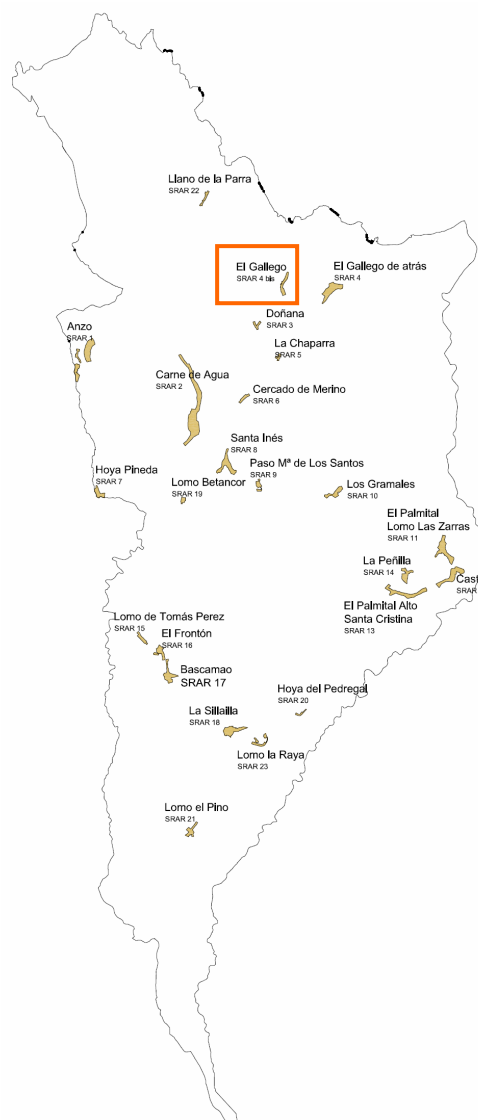 Llano de la Parra
SRAR 22
El Gallego
SRAR 4 bis
El Gallego de atrás
SRAR 4
Doñana
SRAR 3
Anzo
SRAR 1
La Chaparra
SRAR 5
Carne de Agua
SRAR 2
Cercado de Merino
SRAR 6
Santa Inés
SRAR 8
Paso Mª de Los Santos
SRAR 9
Hoya Pineda
SRAR 7
Lomo Betancor
SRAR 19
Los Gramales
SRAR 10
El Palmital
Lomo Las Zarras
SRAR 11
La Peñilla
SRAR 14
Cast
SRAR
El Palmital Alto
Santa Cristina
SRAR 13
Lomo de Tomás Perez
SRAR 15
El Frontón
SRAR 16
Bascamao
SRAR 17
Hoya del Pedregal
SRAR 20
La Sillailla
SRAR 18
Lomo la Raya
SRAR 23
Lomo el Pino
SRAR 21